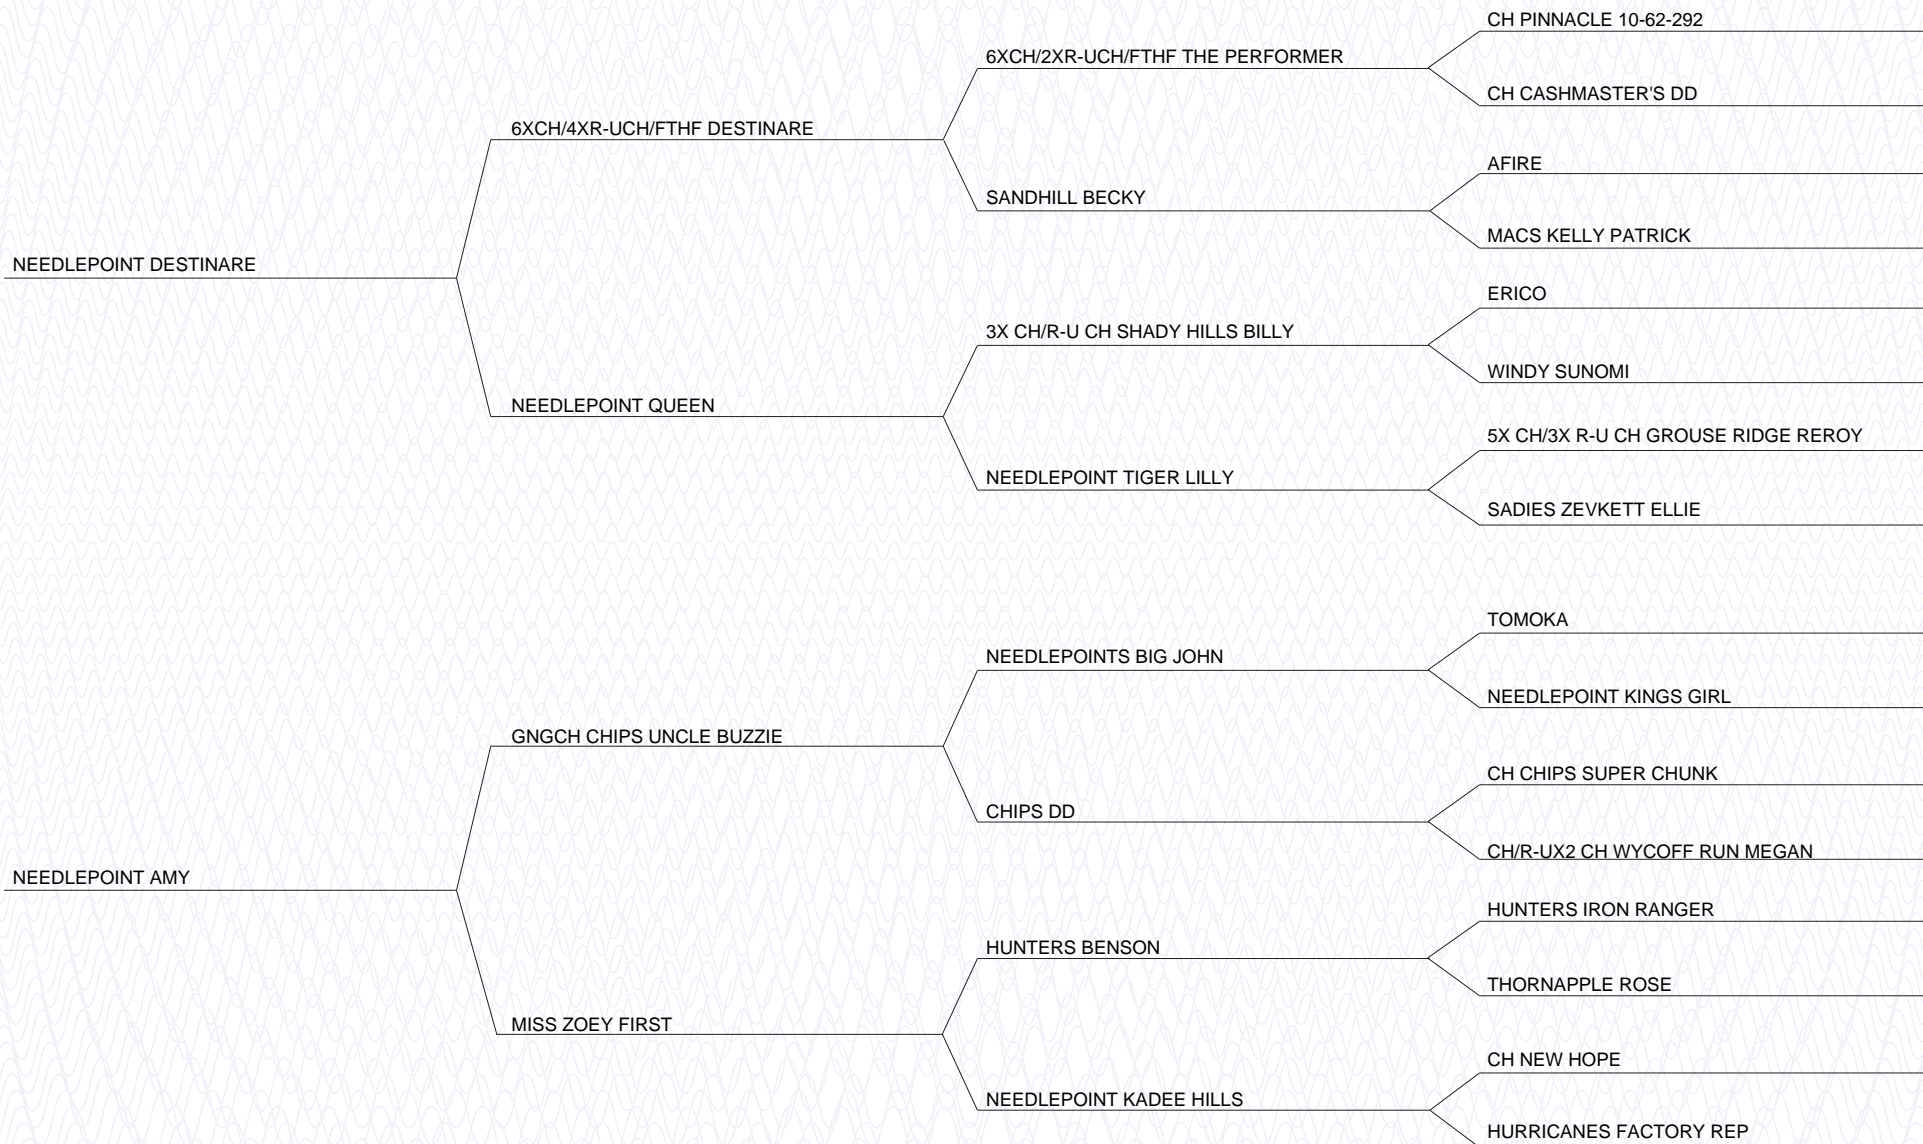 CH PINNACLE 10-62-292
6XCH/2XR-UCH/FTHF THE PERFORMER
CH CASHMASTER'S DD
6XCH/4XR-UCH/FTHF DESTINARE
AFIRE
SANDHILL BECKY
MACS KELLY PATRICK
NEEDLEPOINT DESTINARE
ERICO
3X CH/R-U CH SHADY HILLS BILLY
WINDY SUNOMI
NEEDLEPOINT QUEEN
5X CH/3X R-U CH GROUSE RIDGE REROY
NEEDLEPOINT TIGER LILLY
SADIES ZEVKETT ELLIE
TOMOKA
NEEDLEPOINTS BIG JOHN
NEEDLEPOINT KINGS GIRL
GNGCH CHIPS UNCLE BUZZIE
CH CHIPS SUPER CHUNK
CHIPS DD
CH/R-UX2 CH WYCOFF RUN MEGAN
NEEDLEPOINT AMY
HUNTERS IRON RANGER
HUNTERS BENSON
THORNAPPLE ROSE
MISS ZOEY FIRST
CH NEW HOPE
NEEDLEPOINT KADEE HILLS
HURRICANES FACTORY REP